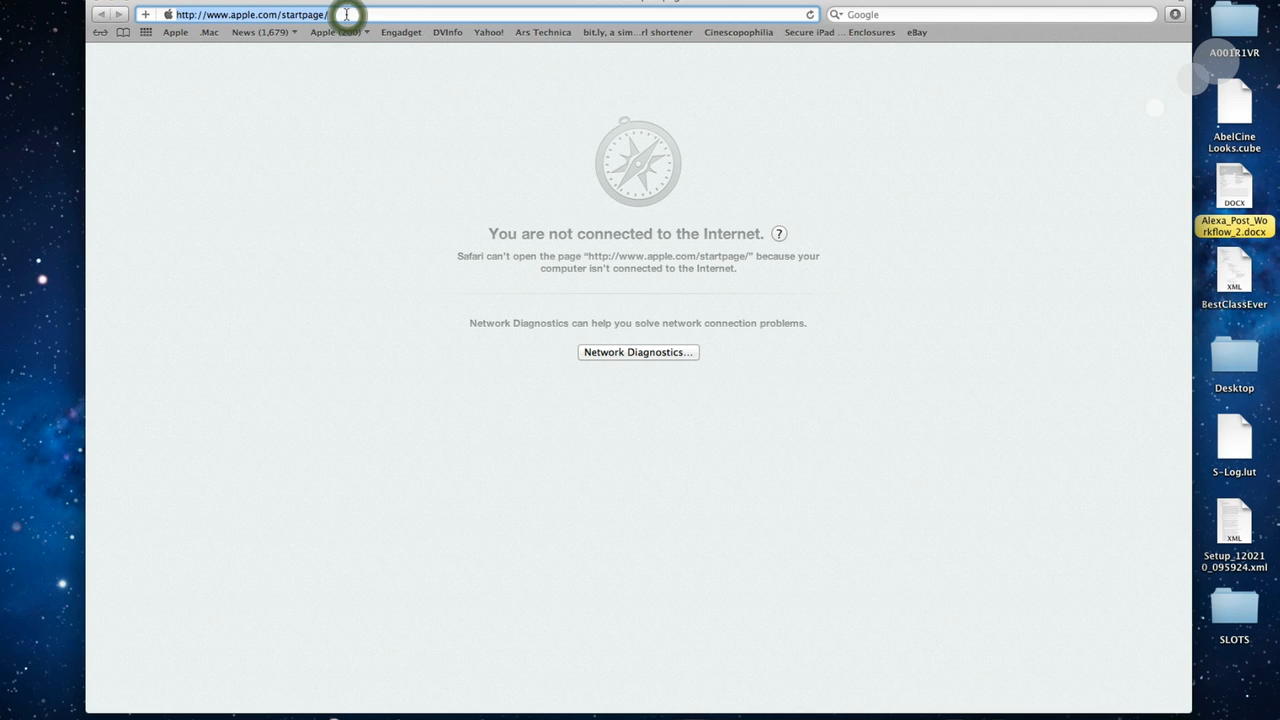 http://www.apple.com/startpage/
Google
Apple .Mac News (1,679) Apple (200) Engadget DVInfo Yahoo! Ars Technica bit.ly, a sim...rl shortener Cinescopophilia Secure iPad ... Enclosures eBay
You are not connected to the Internet. ?
Safari can't open the page “http://www.apple.com/startpage/” because your
computer isn't connected to the Internet.
Network Diagnostics can help you solve network connection problems.
Network Diagnostics...
A001R1VR
AbelCine
Looks.cube
DOCX
Alexa_Post_Wo
rkflow_2.docx
XML
BestClassEver
Desktop
S-Log.lut
XML
Setup_12021
0_095924.xml
SLOTS